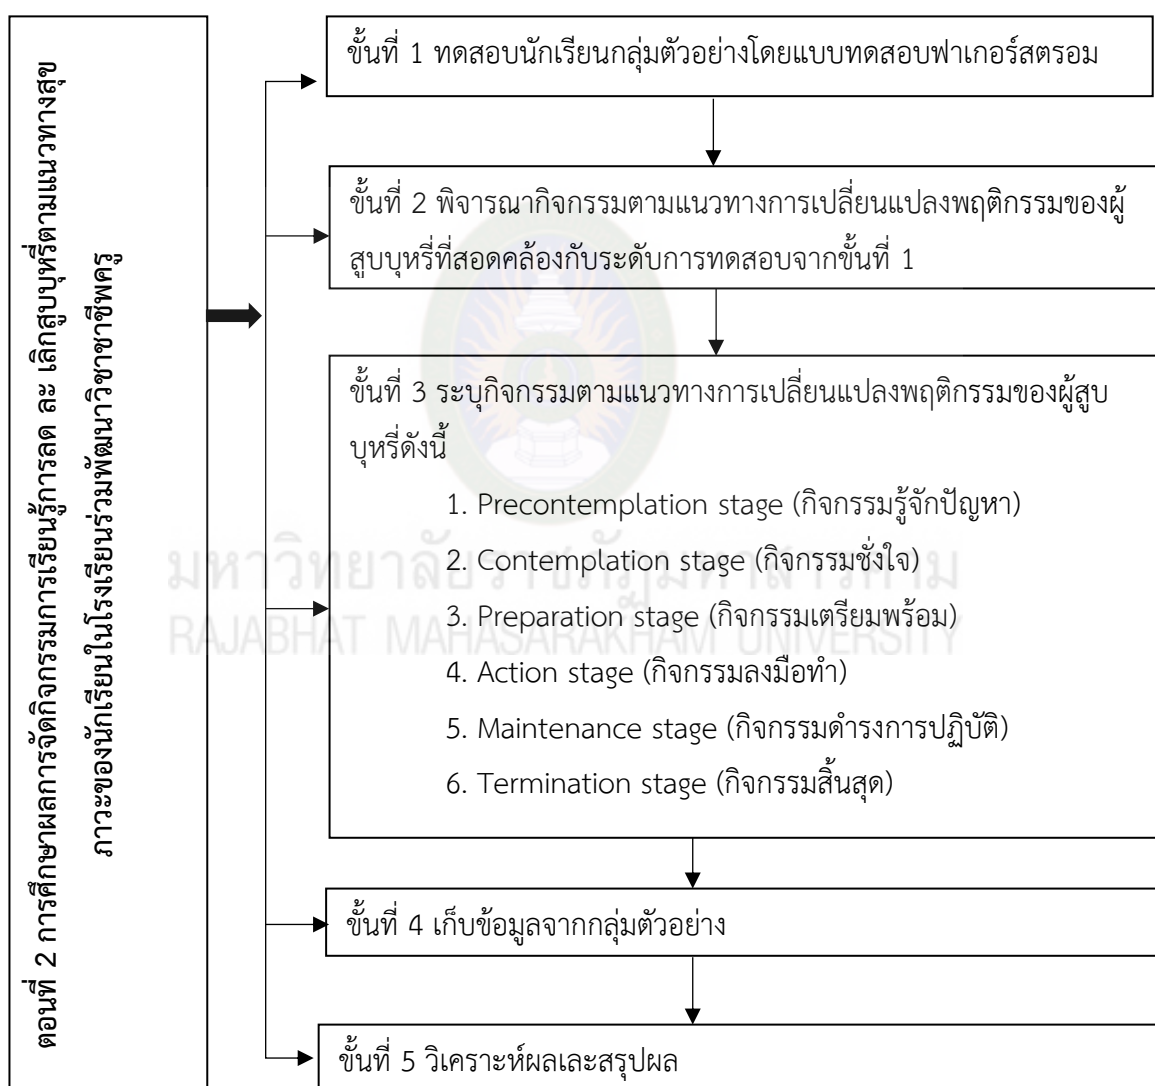 ตอนที่ 2 การศึกษาผลการจัดกิจกรรมการเรียนรู้การลด ละ เลิกสูบบุหรี่ตามแนวทางสุข
ภาวะของนักเรียนในโรงเรียนร่วมพัฒนาวิชาชาชีพครู
ขั้นที่ 1 ทดสอบนักเรียนกลุ่มตัวอย่างโดยแบบทดสอบฟาเกอร์สตรอม
ขั้นที่ 2 พิจารณากิจกรรมตามแนวทางการเปลี่ยนแปลงพฤติกรรมของผู้
สูบบุหรี่ที่สอดคล้องกับระดับการทดสอบจากขั้นที่ 1
ขั้นที่ 3 ระบุกิจกรรมตามแนวทางการเปลี่ยนแปลงพฤติกรรมของผู้สูบ
บุหรี่ดังนี้
1. Precontemplation stage (กิจกรรมรู้จักปัญหา)
2. Contemplation stage (กิจกรรมชั่งใจ)
3. Preparation stage (กิจกรรมเตรียมพร้อม)
4. Action stage (กิจกรรมลงมือทำ)
5. Maintenance stage (กิจกรรมดำรงการปฏิบัติ)
6. Termination stage (กิจกรรมสิ้นสุด)
มหาวิทยาลัยราชภัฏมหาสารคาม
RAJABHAT MAHASARAKHAM UNIVERSITY
ขั้นที่ 4 เก็บข้อมูลจากกลุ่มตัวอย่าง
ขั้นที่ 5 วิเคราะห์ผลและสรุปผล